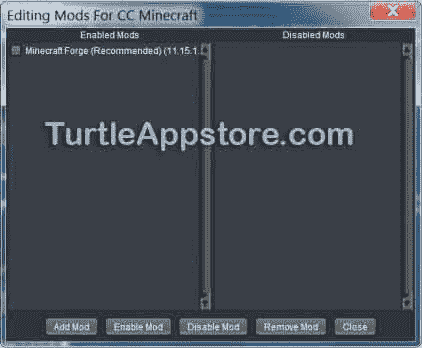 Editing Mods For CC Minecraft
Enabled Mods
Disabled Mods
Minecraft Forge (Recommended) (11.15.1.
TurtleAppstore.com
Add Mod
Enable Mod
Disable Mod
Remove Mod
Close